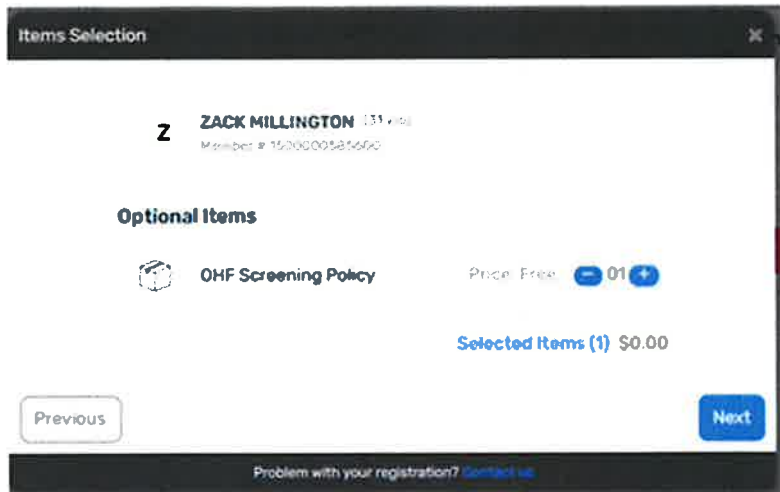 Items Selection
ZACK MILLINGTON
Member #
Optional Items
OHF Screening Policy Price: Free 01
Selected Items (1) $0.00
Previous Next
Problem with your registration? Contact us